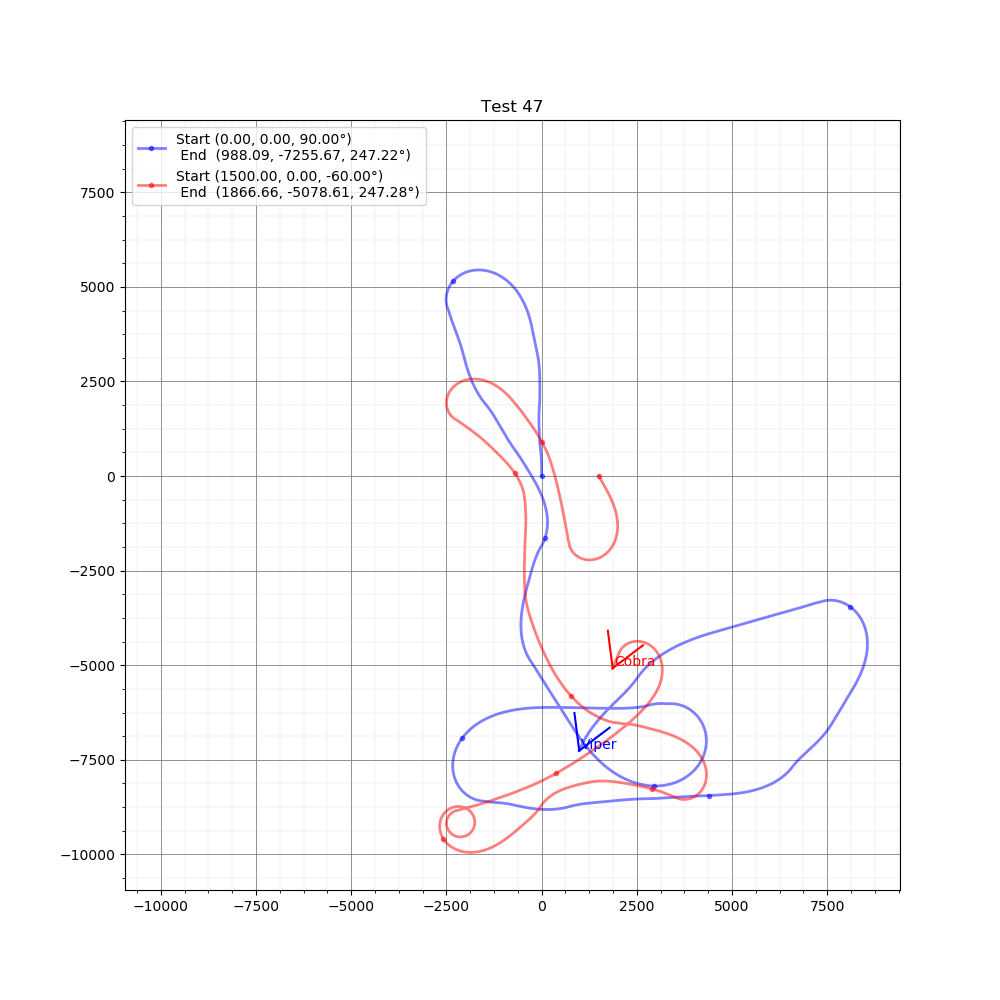 Test 47
Start (0.00, 0.00, 90.00°)
End (988.09, -7255.67, 247.22°)
Start (1500.00, 0.00, -60.00°)
End (1866.66, -5078.61, 247.28°)
7500
5000
2500
0
−2500
−5000
−7500
−10000
Cobra
Viper
−10000 −7500 −5000 −2500 0 2500 5000 7500